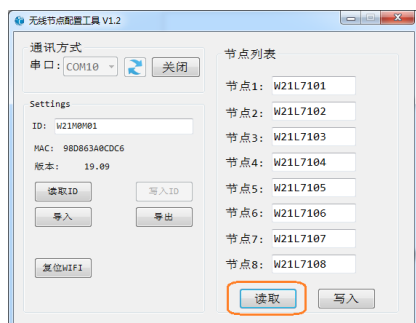 无线节点配置工具 V1.2
通讯方式
串口: COM10 关闭
Settings
ID: W21M0M01
MAC: 98D863A0CDC6
版本: 19.09
读取ID 写入ID
导入 导出
复位WIFI
节点列表
节点1: W21L7101
节点2: W21L7102
节点3: W21L7103
节点4: W21L7104
节点5: W21L7105
节点6: W21L7106
节点7: W21L7107
节点8: W21L7108
读取 写入